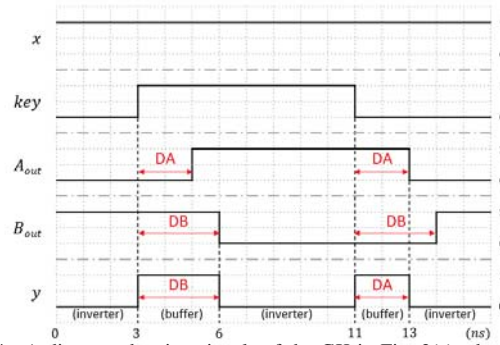 x
key
DA DA
A_out
DB DB
B_out
DB DA
y
(inverter) (buffer) (inverter) (buffer) (inverter)
0 3 6 11 13 (ns)